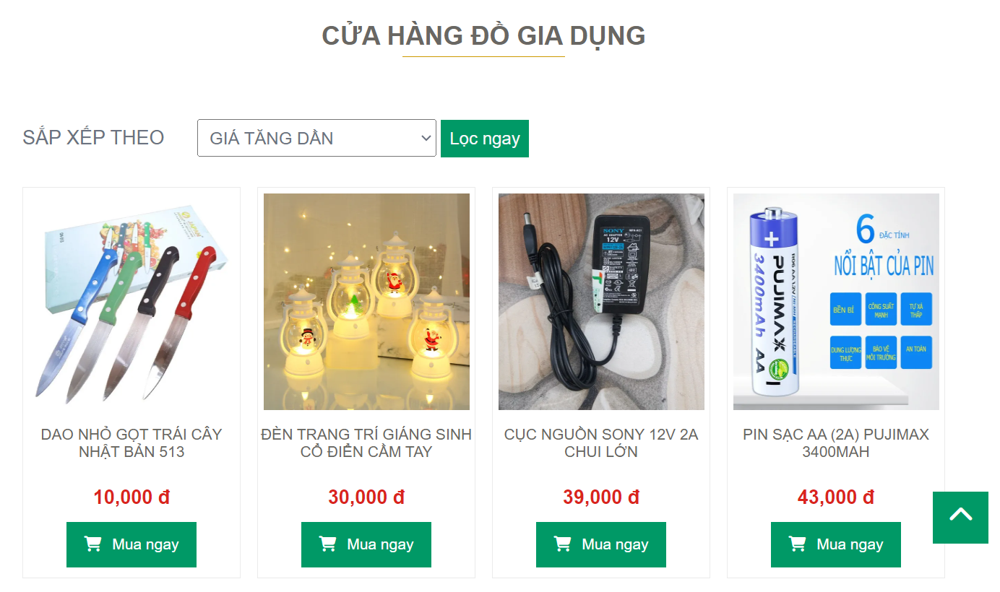 CỬA HÀNG ĐỒ GIA DỤNG
SẮP XẾP THEO
GIÁ TĂNG DẦN
Lọc ngay
JAPAN
SONY
AC ADAPTER
12V
PUJIMAX
3400mAh AA
6 ĐẶC TÍNH
NỔI BẬT CỦA PIN
BỀN BỈ
CÔNG SUẤT
MẠNH
TỰ XẢ
THẤP
DUNG LƯỢNG
THỰC
BẢO VỆ
MÔI TRƯỜNG
AN TOÀN
DAO NHỎ GỌT TRÁI CÂY
NHẬT BẢN 513
10,000 đ
Mua ngay
ĐÈN TRANG TRÍ GIÁNG SINH
CỔ ĐIỂN CẦM TAY
30,000 đ
Mua ngay
CỤC NGUỒN SONY 12V 2A
CHUI LỚN
39,000 đ
Mua ngay
PIN SẠC AA (2A) PUJIMAX
3400MAH
43,000 đ
Mua ngay